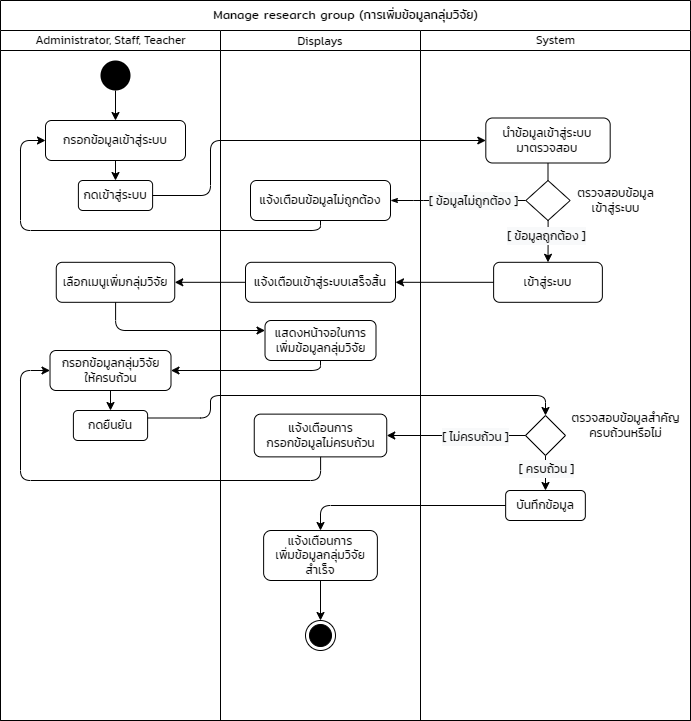 Manage research group (การเพิ่มข้อมูลกลุ่มวิจัย)
Administrator, Staff, Teacher
Displays
System
กรอกข้อมูลเข้าสู่ระบบ
กดเข้าสู่ระบบ
นำข้อมูลเข้าสู่ระบบ
มาตรวจสอบ
ตรวจสอบข้อมูล
เข้าสู่ระบบ
[ ข้อมูลไม่ถูกต้อง ]
แจ้งเตือนข้อมูลไม่ถูกต้อง
[ ข้อมูลถูกต้อง ]
เข้าสู่ระบบ
แจ้งเตือนเข้าสู่ระบบเสร็จสิ้น
เลือกเมนูเพิ่มกลุ่มวิจัย
แสดงหน้าจอในการ
เพิ่มข้อมูลกลุ่มวิจัย
กรอกข้อมูลกลุ่มวิจัย
ให้ครบถ้วน
กดยืนยัน
ตรวจสอบข้อมูลสำคัญ
ครบถ้วนหรือไม่
[ ไม่ครบถ้วน ]
แจ้งเตือนการ
กรอกข้อมูลไม่ครบถ้วน
[ ครบถ้วน ]
บันทึกข้อมูล
แจ้งเตือนการ
เพิ่มข้อมูลกลุ่มวิจัย
สำเร็จ